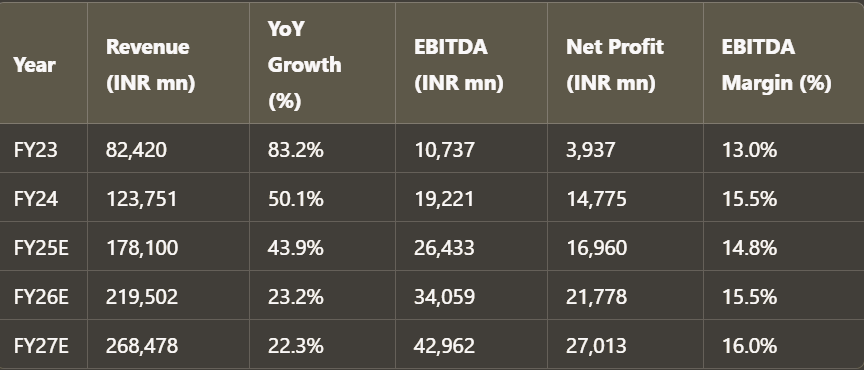 Year Revenue (INR mn) YoY Growth (%) EBITDA (INR mn) Net Profit (INR mn) EBITDA Margin (%)
FY23 82,420 83.2% 10,737 3,937 13.0%
FY24 123,751 50.1% 19,221 14,775 15.5%
FY25E 178,100 43.9% 26,433 16,960 14.8%
FY26E 219,502 23.2% 34,059 21,778 15.5%
FY27E 268,478 22.3% 42,962 27,013 16.0%